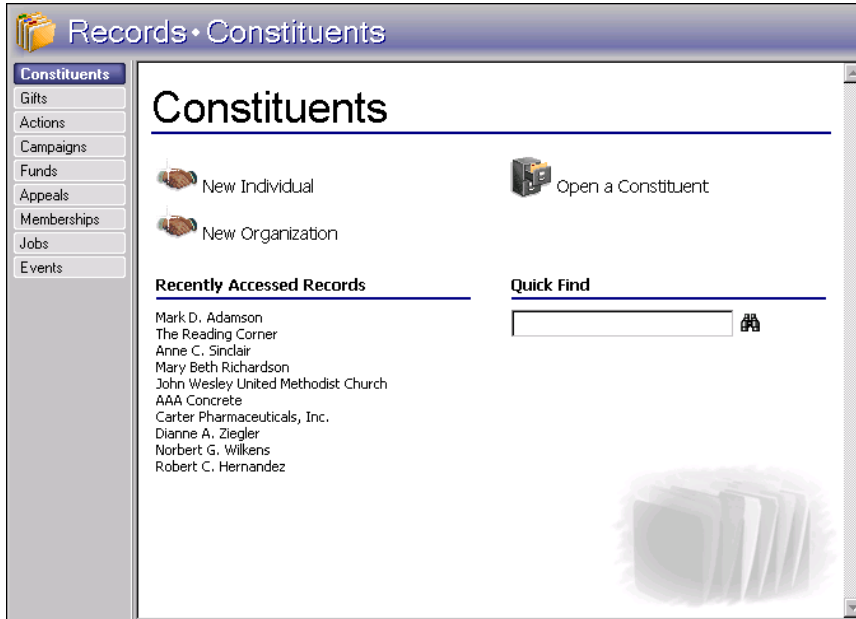 Records • Constituents
Constituents
Gifts
Actions
Campaigns
Funds
Appeals
Memberships
Jobs
Events
Constituents
New Individual
Open a Constituent
New Organization
Recently Accessed Records
Mark D. Adamson
The Reading Corner
Anne C. Sinclair
Mary Beth Richardson
John Wesley United Methodist Church
AAA Concrete
Carter Pharmaceuticals, Inc.
Dianne A. Ziegler
Norbert G. Wilkens
Robert C. Hernandez
Quick Find